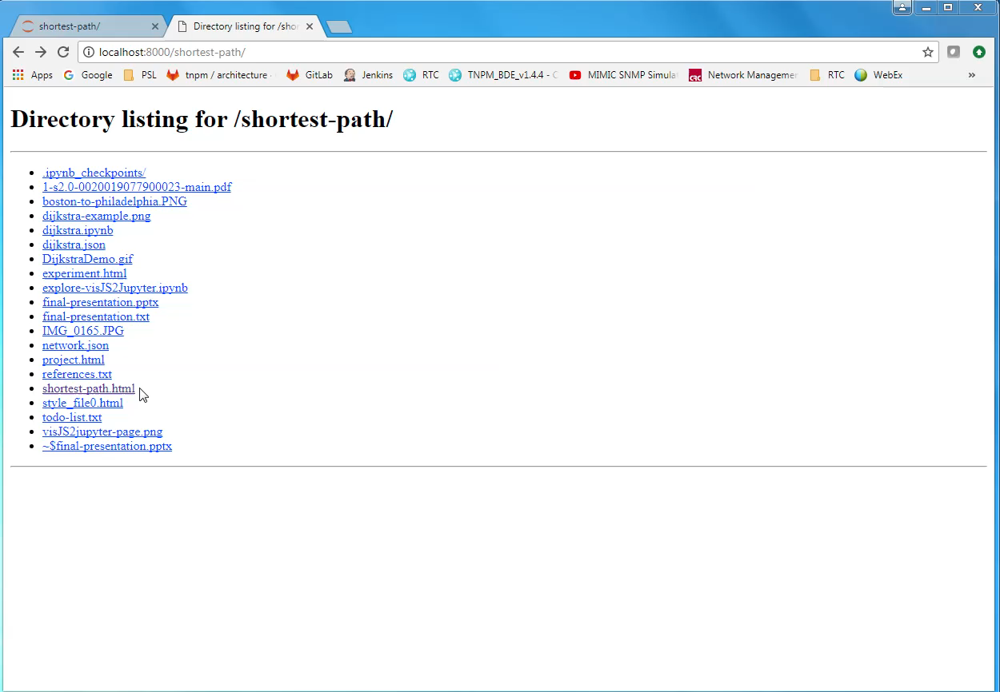 shortest-path/
Directory listing for /shor
localhost:8000/shortest-path/
Apps Google PSL tnpm / architecture GitLab Jenkins RTC TNPM_BDE_v1.4.4 - C MIMIC SNMP Simula Network Managemen RTC WebEx »
Directory listing for /shortest-path/
.ipynb_checkpoints/
1-s2.0-0020019077900023-main.pdf
boston-to-philadelphia.PNG
dijkstra-example.png
dijkstra.ipynb
dijkstra.json
DijkstraDemo.gif
experiment.html
explore-visJS2Jupyter.ipynb
final-presentation.pptx
final-presentation.txt
IMG_0165.JPG
network.json
project.html
references.txt
shortest-path.html
style_file0.html
todo-list.txt
visJS2jupyter-page.png
~$final-presentation.pptx